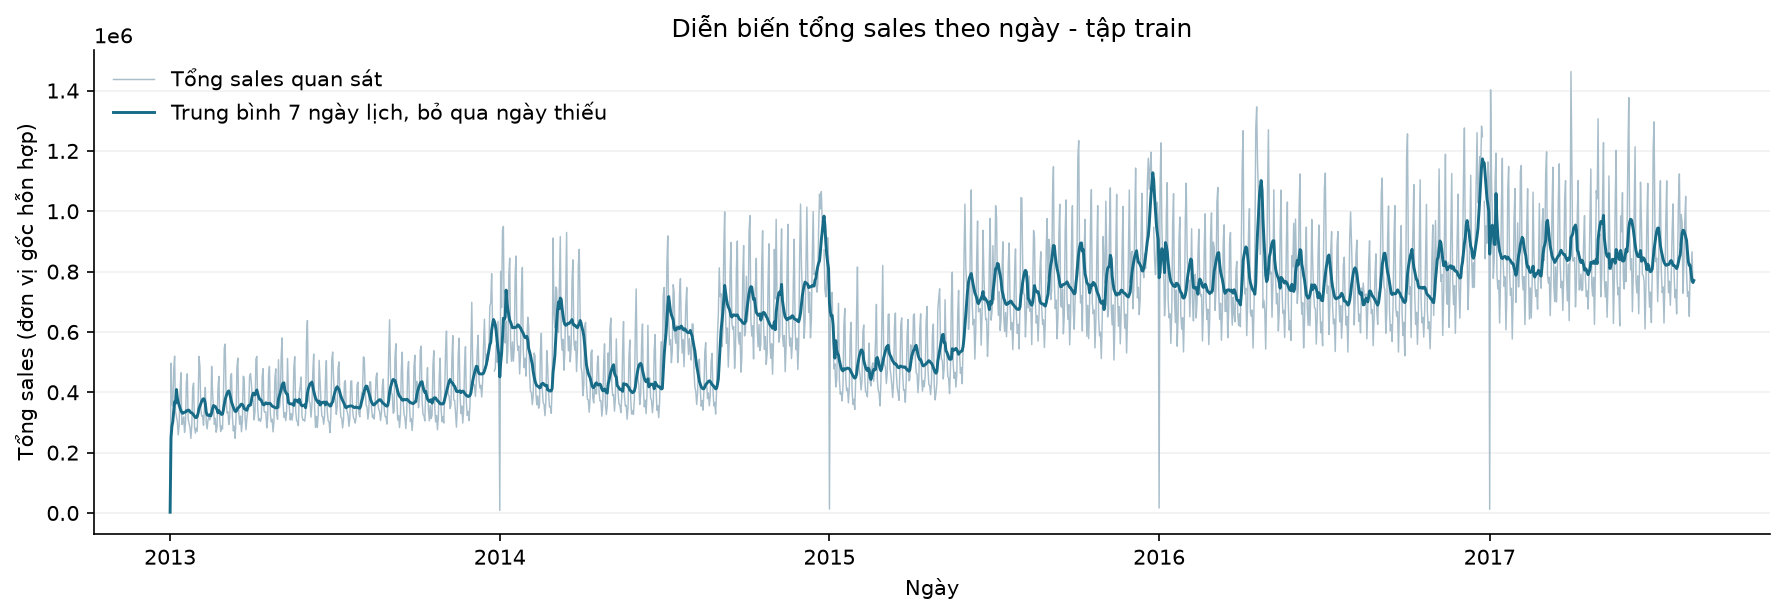 Diễn biến tổng sales theo ngày - tập train
1e6
Tổng sales quan sát
Trung bình 7 ngày lịch, bỏ qua ngày thiếu
Tổng sales (đơn vị gốc hỗn hợp)
1.4
1.2
1.0
0.8
0.6
0.4
0.2
0.0
2013 2014 2015 2016 2017
Ngày